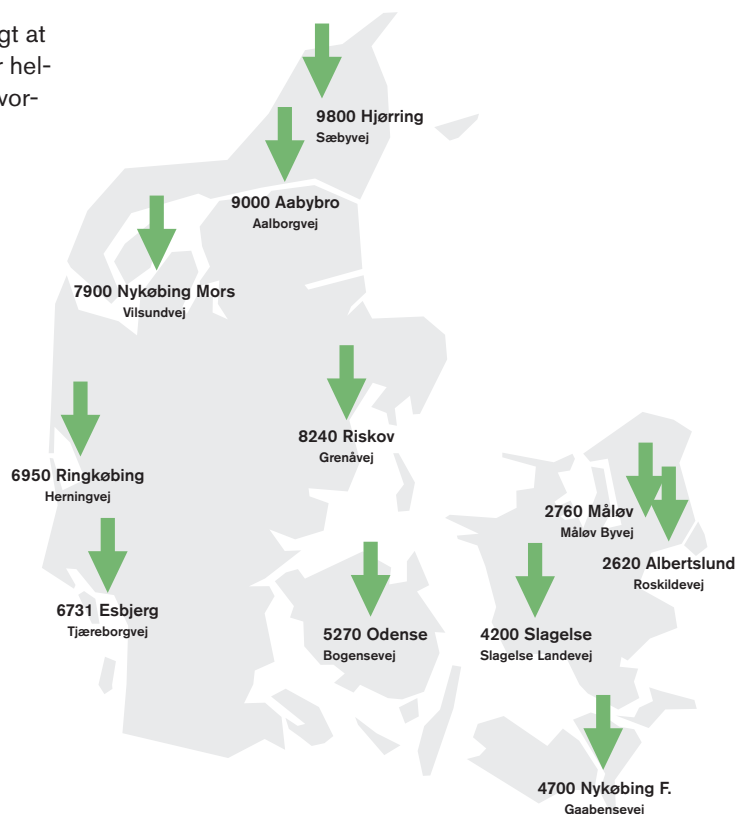 gt at
r hel-
vor-
9800 Hjørring
Sæbyvej
9000 Aabybro
Aalborgvej
7900 Nykøbing Mors
Vilsundvej
8240 Riskov
Grenåvej
6950 Ringkøbing
Herningvej
2760 Måløv
Måløv Byvej
2620 Albertslund
Roskildevej
6731 Esbjerg
Tjæreborgvej
5270 Odense
Bogensevej
4200 Slagelse
Slagelse Landevej
4700 Nykøbing F.
Gaabensevej